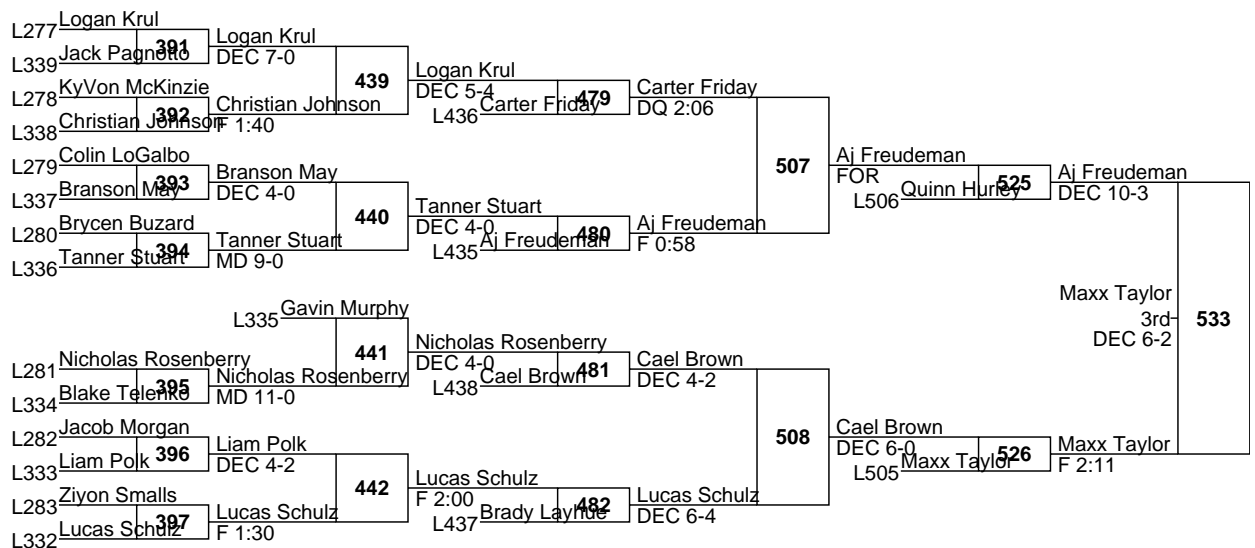 L277 Logan Krul
391
L339 Jack Pagnotto
Logan Krul
DEC 7-0
L278 KyVon McKinzie
392
L338 Christian Johnson
Christian Johnson
F 1:40
439
Logan Krul
DEC 5-4
L436 Carter Friday
479
Carter Friday
DQ 2:06
L279 Colin LoGalbo
393
L337 Branson May
Branson May
DEC 4-0
L280 Brycen Buzard
394
L336 Tanner Stuart
Tanner Stuart
MD 9-0
440
Tanner Stuart
DEC 4-0
L435 Aj Freudeman
480
Aj Freudeman
F 0:58
507
Aj Freudeman
FOR
L506 Quinn Hurley
525
Aj Freudeman
DEC 10-3
L335 Gavin Murphy
441
L281 Nicholas Rosenberry
395
L334 Blake Telenko
Nicholas Rosenberry
MD 11-0
Nicholas Rosenberry
DEC 4-0
L438 Cael Brown
481
Cael Brown
DEC 4-2
L282 Jacob Morgan
396
L333 Liam Polk
Liam Polk
DEC 4-2
L283 Ziyon Smalls
397
L332 Lucas Schulz
Lucas Schulz
F 1:30
442
Lucas Schulz
F 2:00
L437 Brady Layhue
482
Lucas Schulz
DEC 6-4
508
Cael Brown
DEC 6-0
L505 Maxx Taylor
526
Maxx Taylor
F 2:11
Maxx Taylor
3rd
DEC 6-2
533